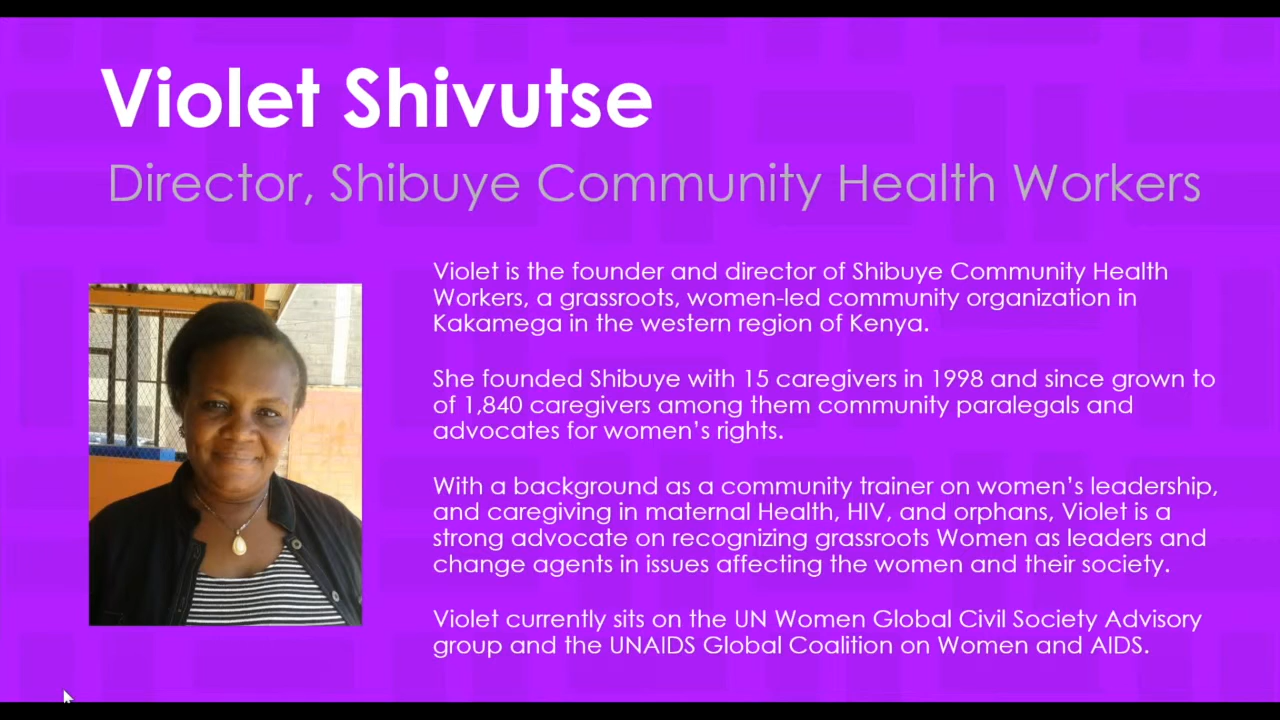 Violet Shivutse
Director, Shibuye Community Health Workers
Violet is the founder and director of Shibuye Community Health
Workers, a grassroots, women-led community organization in
Kakamega in the western region of Kenya.
She founded Shibuye with 15 caregivers in 1998 and since grown to
of 1,840 caregivers among them community paralegals and
advocates for women’s rights.
With a background as a community trainer on women’s leadership,
and caregiving in maternal Health, HIV, and orphans, Violet is a
strong advocate on recognizing grassroots Women as leaders and
change agents in issues affecting the women and their society.
Violet currently sits on the UN Women Global Civil Society Advisory
group and the UNAIDS Global Coalition on Women and AIDS.